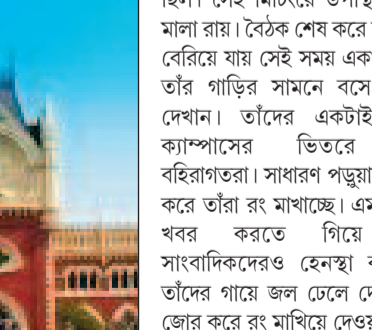 মালা রায়। বৈঠক শেষ করে
বেরিয়ে যায় সেই সময় এক
তাঁর গাড়ির সামনে বসে
দেখান। তাঁদের একটাই
ক্যাম্পাসের ভিতরে
বহিরাগতরা। সাধারণ পড়ুয়া
করে তাঁরা রং মাখাচ্ছে। এম
খবর করতে গিয়ে
সাংবাদিকদেরও হেনস্থা
তাঁদের গায়ে জল ঢেলে দে
জোর করে রং মাখিয়ে দেওয়